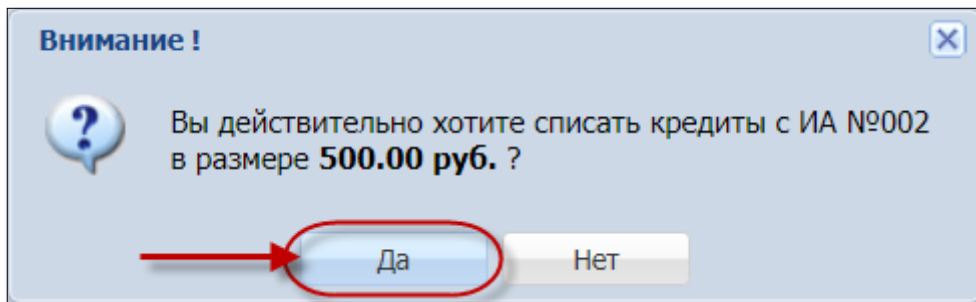 Внимание !
Вы действительно хотите списать кредиты с ИА №002
в размере 500.00 руб. ?
Да
Нет